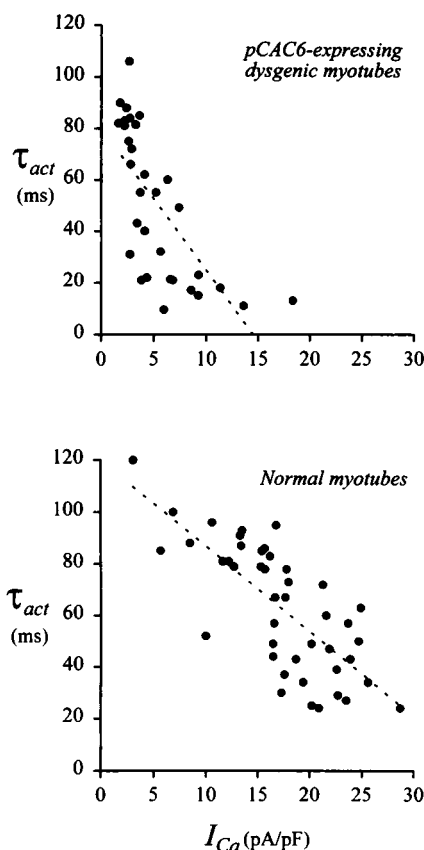 120
pCAC6-expressing
dysgenic myotubes
100
80
τact
60
(ms)
40
20
0
0 5 10 15 20 25 30
120
Normal myotubes
100
80
τact
60
(ms)
40
20
0
0 5 10 15 20 25 30
ICa (pA/pF)